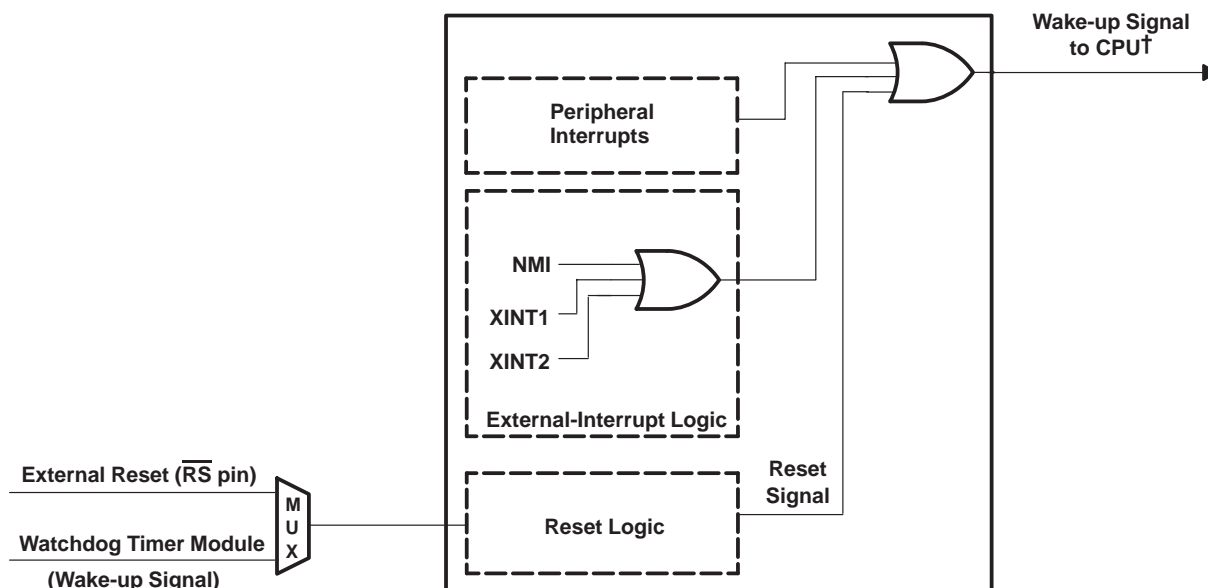 Wake-up Signal
to CPU†
Peripheral
Interrupts
NMI
XINT1
XINT2
External-Interrupt Logic
External Reset (R̅S̅ pin)
MUX
Watchdog Timer Module
(Wake-up Signal)
Reset Logic
Reset
Signal